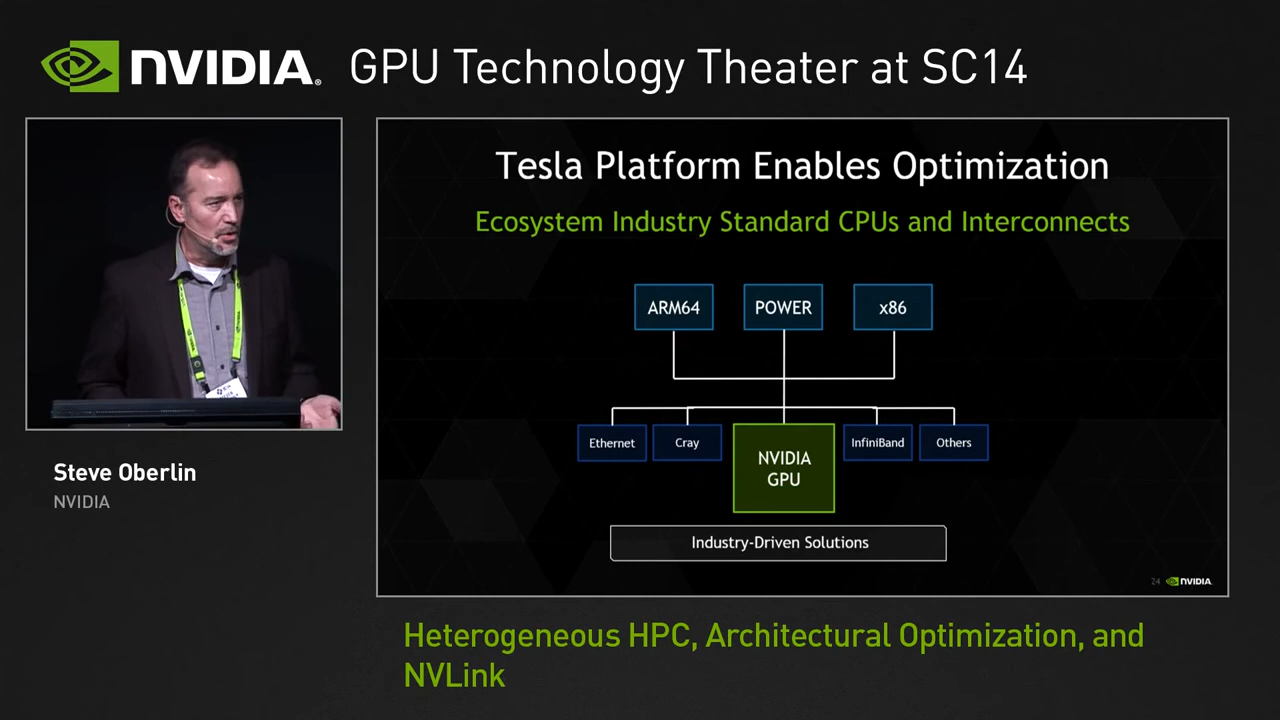 NVIDIA. GPU Technology Theater at SC14
Tesla Platform Enables Optimization
Ecosystem Industry Standard CPUs and Interconnects
ARM64 POWER x86
Ethernet Cray NVIDIA GPU InfiniBand Others
Industry-Driven Solutions
24 NVIDIA.
Steve Oberlin
NVIDIA
Heterogeneous HPC, Architectural Optimization, and
NVLink